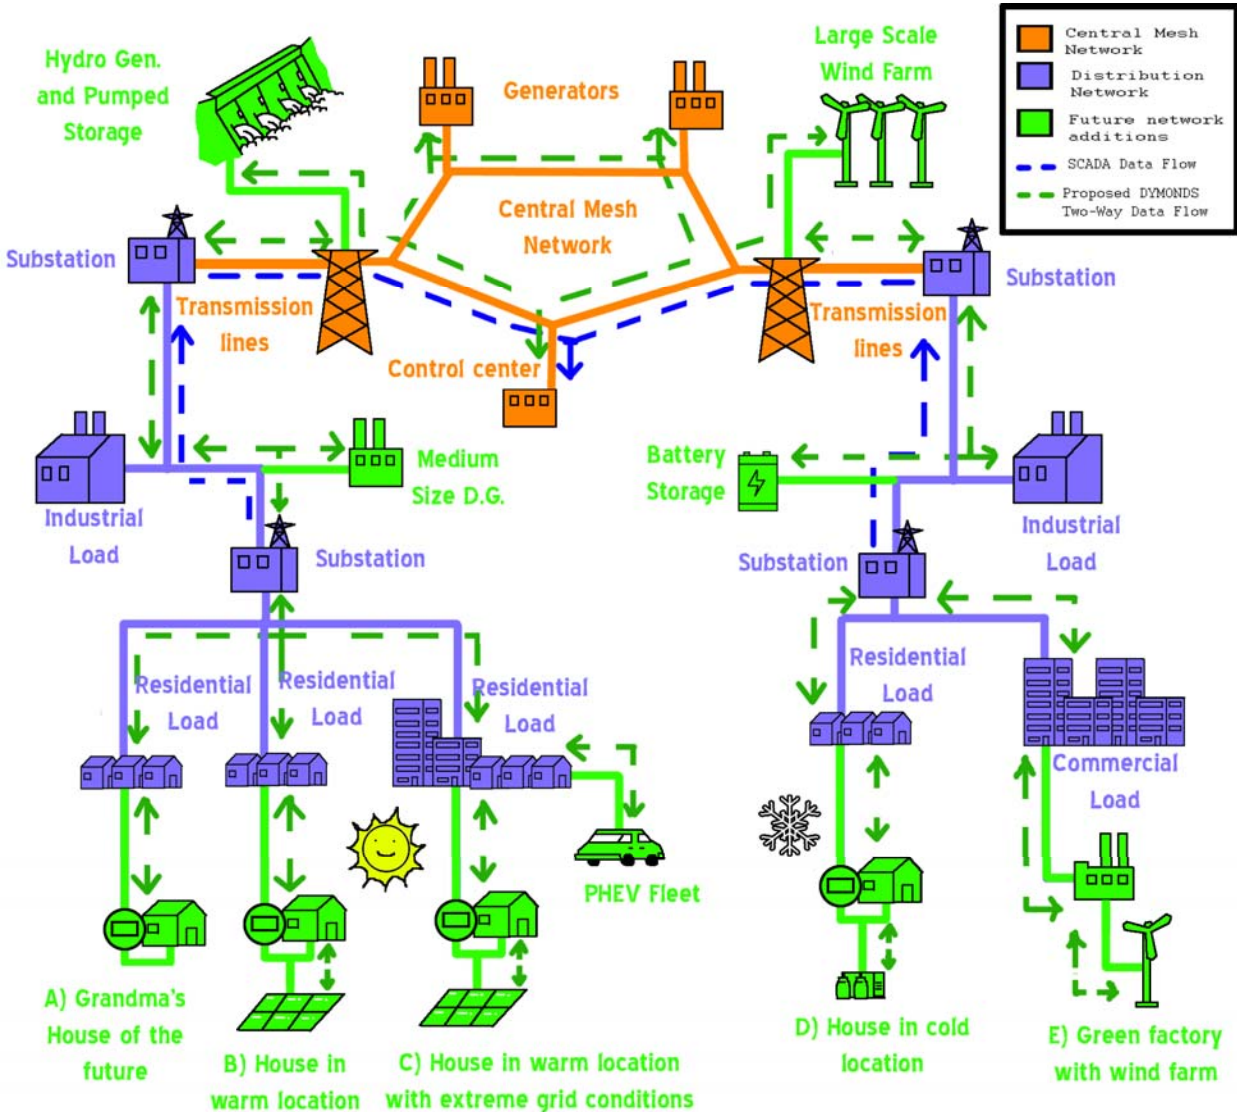 Hydro Gen.
and Pumped
Storage
Generators
Large Scale
Wind Farm
Central Mesh
Network
Distribution
Network
Future network
additions
SCADA Data Flow
Proposed DYMONDS
Two-Way Data Flow
Central Mesh
Network
Substation
Substation
Transmission
lines
Transmission
lines
Control center
Medium
Size D.G.
Battery
Storage
Industrial
Load
Industrial
Load
Substation
Substation
Residential
Load
Residential
Load
Residential
Load
Residential
Load
Commercial
Load
PHEV Fleet
A) Grandma's
House of the
future
B) House in
warm location
C) House in warm location
with extreme grid conditions
D) House in cold
location
E) Green factory
with wind farm